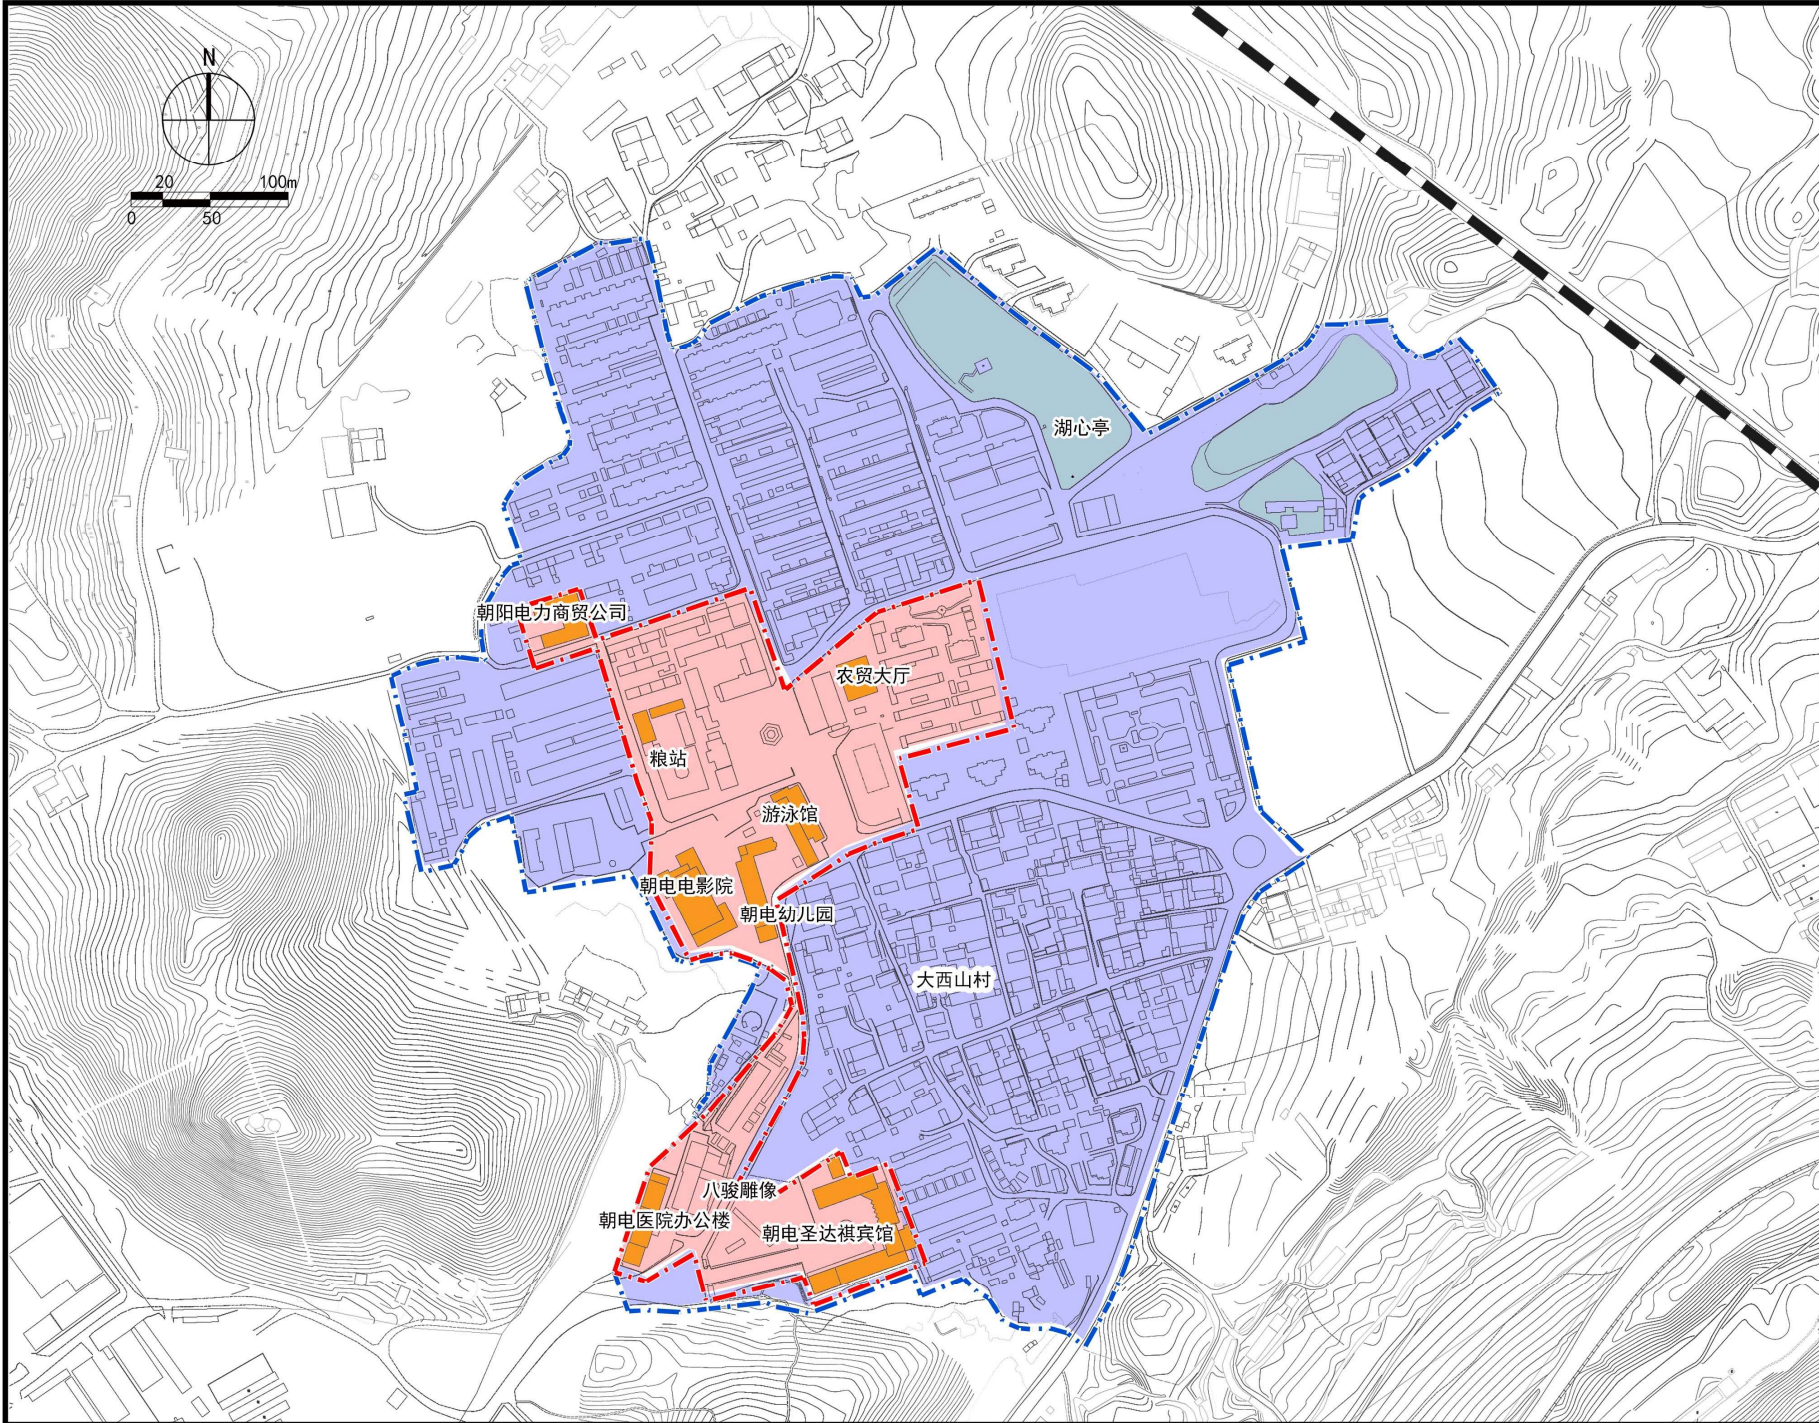 N
20 100m
0 50
湖心亭
朝阳电力商贸公司
农贸大厅
粮站
游泳馆
朝电电影院
朝电幼儿园
大西山村
八骏雕像
朝电医院办公楼
朝电圣达祺宾馆